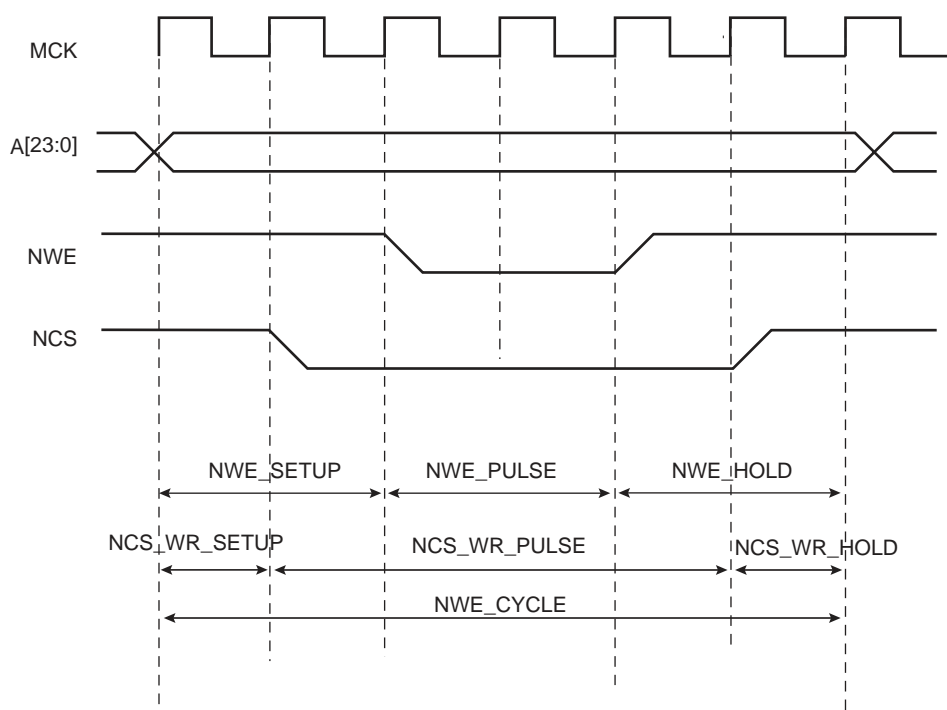 MCK
A[23:0]
NWE
NCS
NWE_SETUP NWE_PULSE NWE_HOLD
NCS_WR_SETUP NCS_WR_PULSE NCS_WR_HOLD
NWE_CYCLE